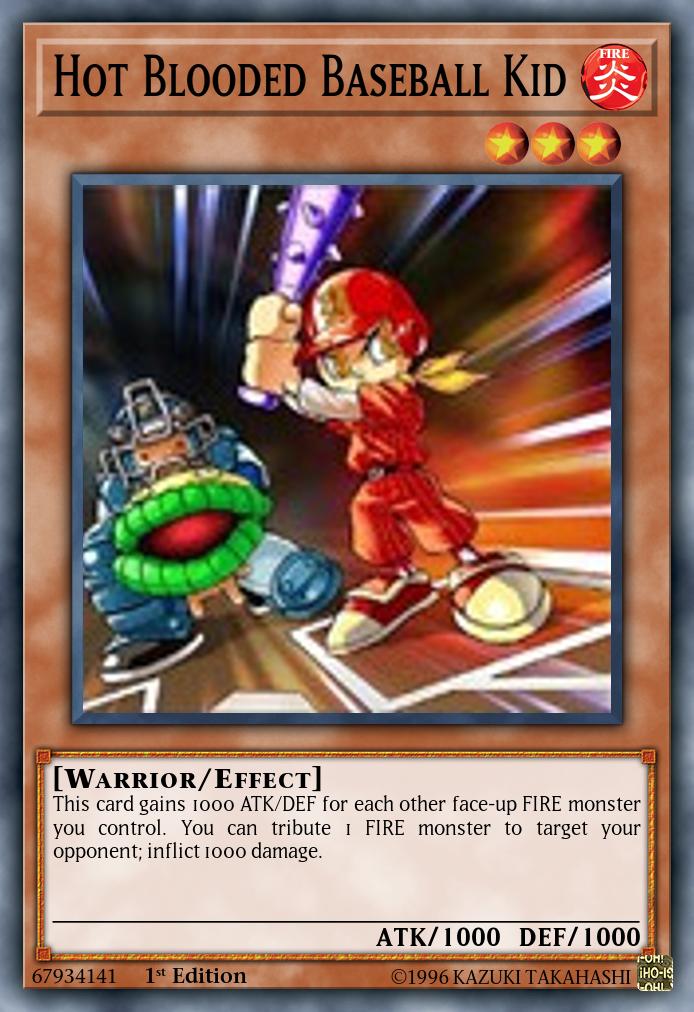 Hot Blooded Baseball Kid
FIRE
炎
[Warrior/Effect]
This card gains 1000 ATK/DEF for each other face-up FIRE monster
you control. You can tribute 1 FIRE monster to target your
opponent; inflict 1000 damage.
ATK/1000 DEF/1000
67934141 1st Edition ©1996 KAZUKI TAKAHASHI